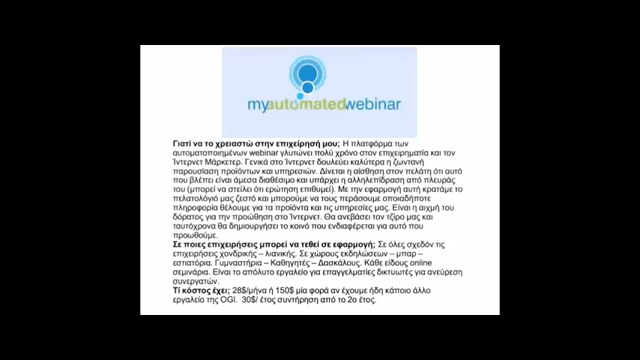 myautomatedwebinar
Γιατί να το χρειαστώ στην επιχείρησή μου; Η πλατφόρμα των
αυτοματοποιημένων webinar γλυτώνει πολύ χρόνο στον επιχειρηματία και τον
Ίντερνετ Μάρκετερ. Γενικά στο Ίντερνετ δουλεύει καλύτερα η ζωντανή
παρουσίαση προϊόντων και υπηρεσιών. Δίνεται η αίσθηση στον πελάτη ότι αυτό
που βλέπει είναι άμεσα διαθέσιμο και υπάρχει η αλληλεπίδραση από πλευράς
του (μπορεί να στείλει ότι ερώτηση επιθυμεί). Με την εφαρμογή αυτή κρατάμε το
πελατολόγιό μας ζεστό και μπορούμε να τους περάσουμε οποιαδήποτε
πληροφορία θέλουμε για τα προϊόντα και τις υπηρεσίες μας. Είναι η αιχμή του
δόρατος για την προώθηση στο Ίντερνετ. Θα ανεβάσει τον τζίρο μας και
ταυτόχρονα θα δημιουργήσει το κοινό που ενδιαφέρεται για αυτό που
προωθούμε.
Σε ποιες επιχειρήσεις μπορεί να τεθεί σε εφαρμογή; Σε όλες σχεδόν τις
επιχειρήσεις χονδρικής – λιανικής. Σε χώρους εκδηλώσεων – μπαρ –
εστιατόρια. Γυμναστήρια – Καθηγητές – Δασκάλους. Κάθε είδους online
σεμινάρια. Είναι το απόλυτο εργαλείο για επαγγελματίες δικτυωτές για ανεύρεση
συνεργατών.
Τί κόστος έχει; 28$/μήνα ή 150$ μία φορά αν έχουμε ήδη κάποιο άλλο
εργαλείο της OGI. 30$/ έτος συντήρηση από το 2ο έτος.